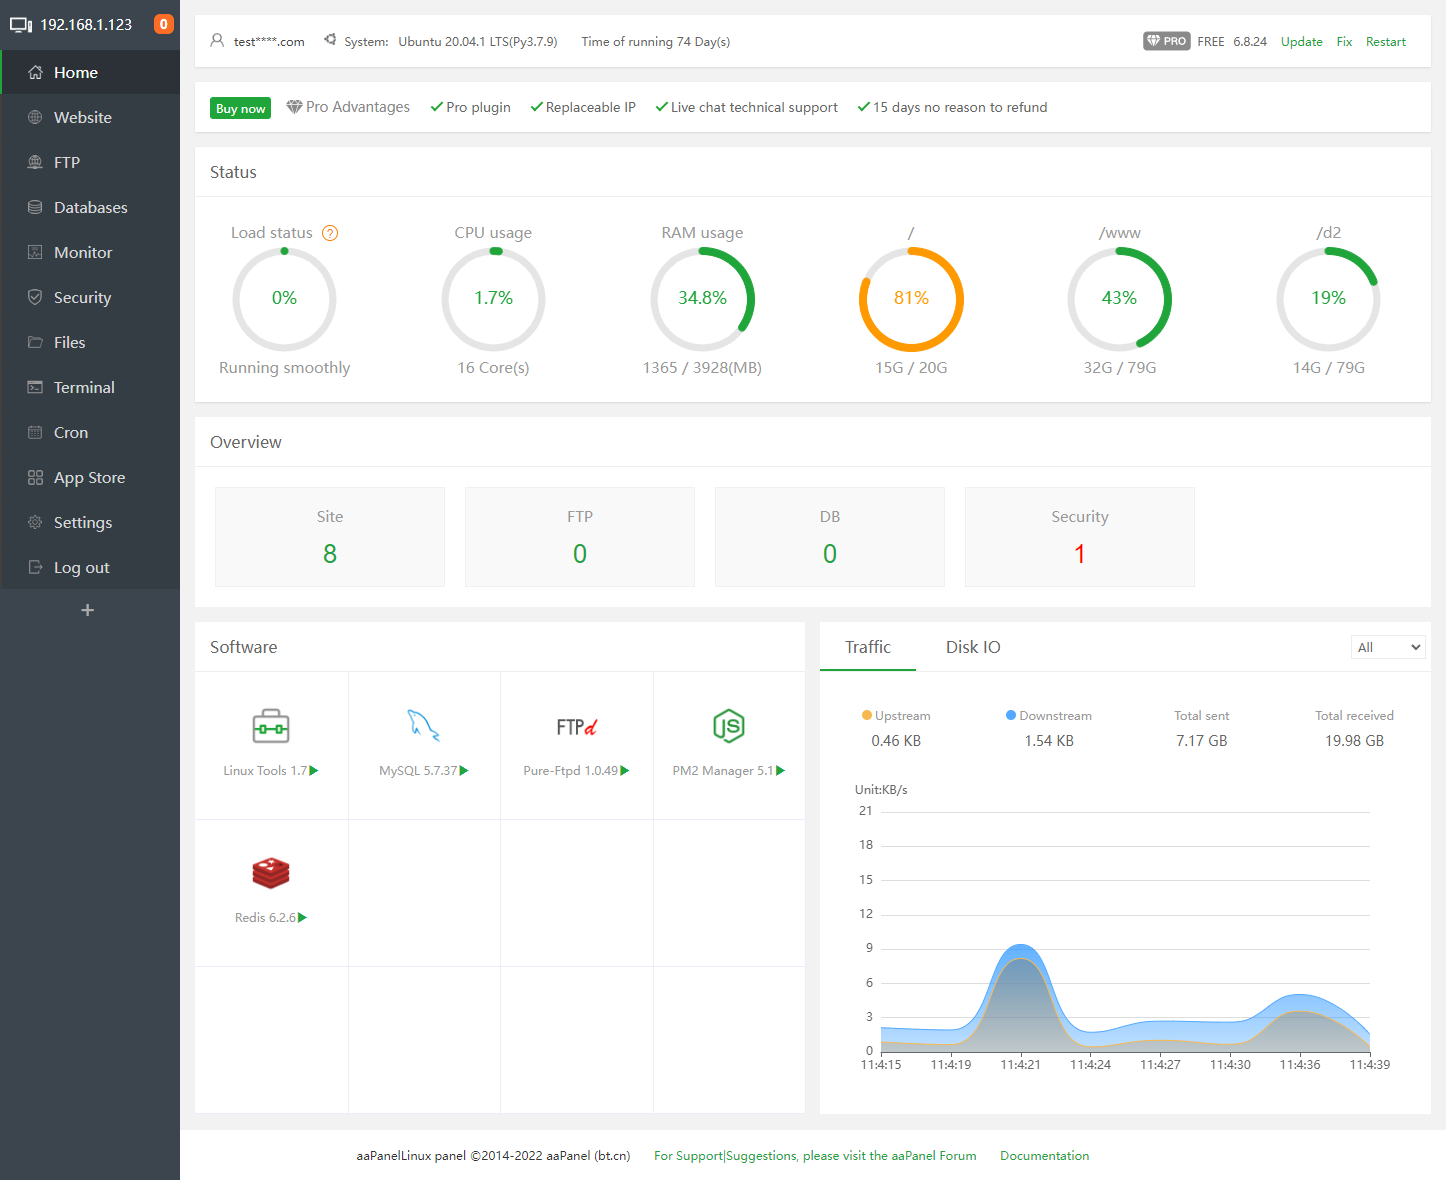 192.168.1.123 0
Home
Website
FTP
Databases
Monitor
Security
Files
Terminal
Cron
App Store
Settings
Log out
+
test****.com System: Ubuntu 20.04.1 LTS(Py3.7.9) Time of running 74 Day(s) PRO FREE 6.8.24 Update Fix Restart
Buy now Pro Advantages Pro plugin Replaceable IP Live chat technical support 15 days no reason to refund
Status
Load status ? CPU usage RAM usage / /www /d2
0% 1.7% 34.8% 81% 43% 19%
Running smoothly 16 Core(s) 1365 / 3928(MB) 15G / 20G 32G / 79G 14G / 79G
Overview
Site FTP DB Security
8 0 0 1
Software
FTPd JS
Linux Tools 1.7 MySQL 5.7.37 Pure-Ftpd 1.0.49 PM2 Manager 5.1
Redis 6.2.6
Traffic Disk IO All
Upstream Downstream Total sent Total received
0.46 KB 1.54 KB 7.17 GB 19.98 GB
Unit:KB/s
21
18
15
12
9
6
3
0
11:4:15 11:4:19 11:4:21 11:4:24 11:4:27 11:4:30 11:4:36 11:4:39
aaPanelLinux panel ©2014-2022 aaPanel (bt.cn) For Support|Suggestions, please visit the aaPanel Forum Documentation